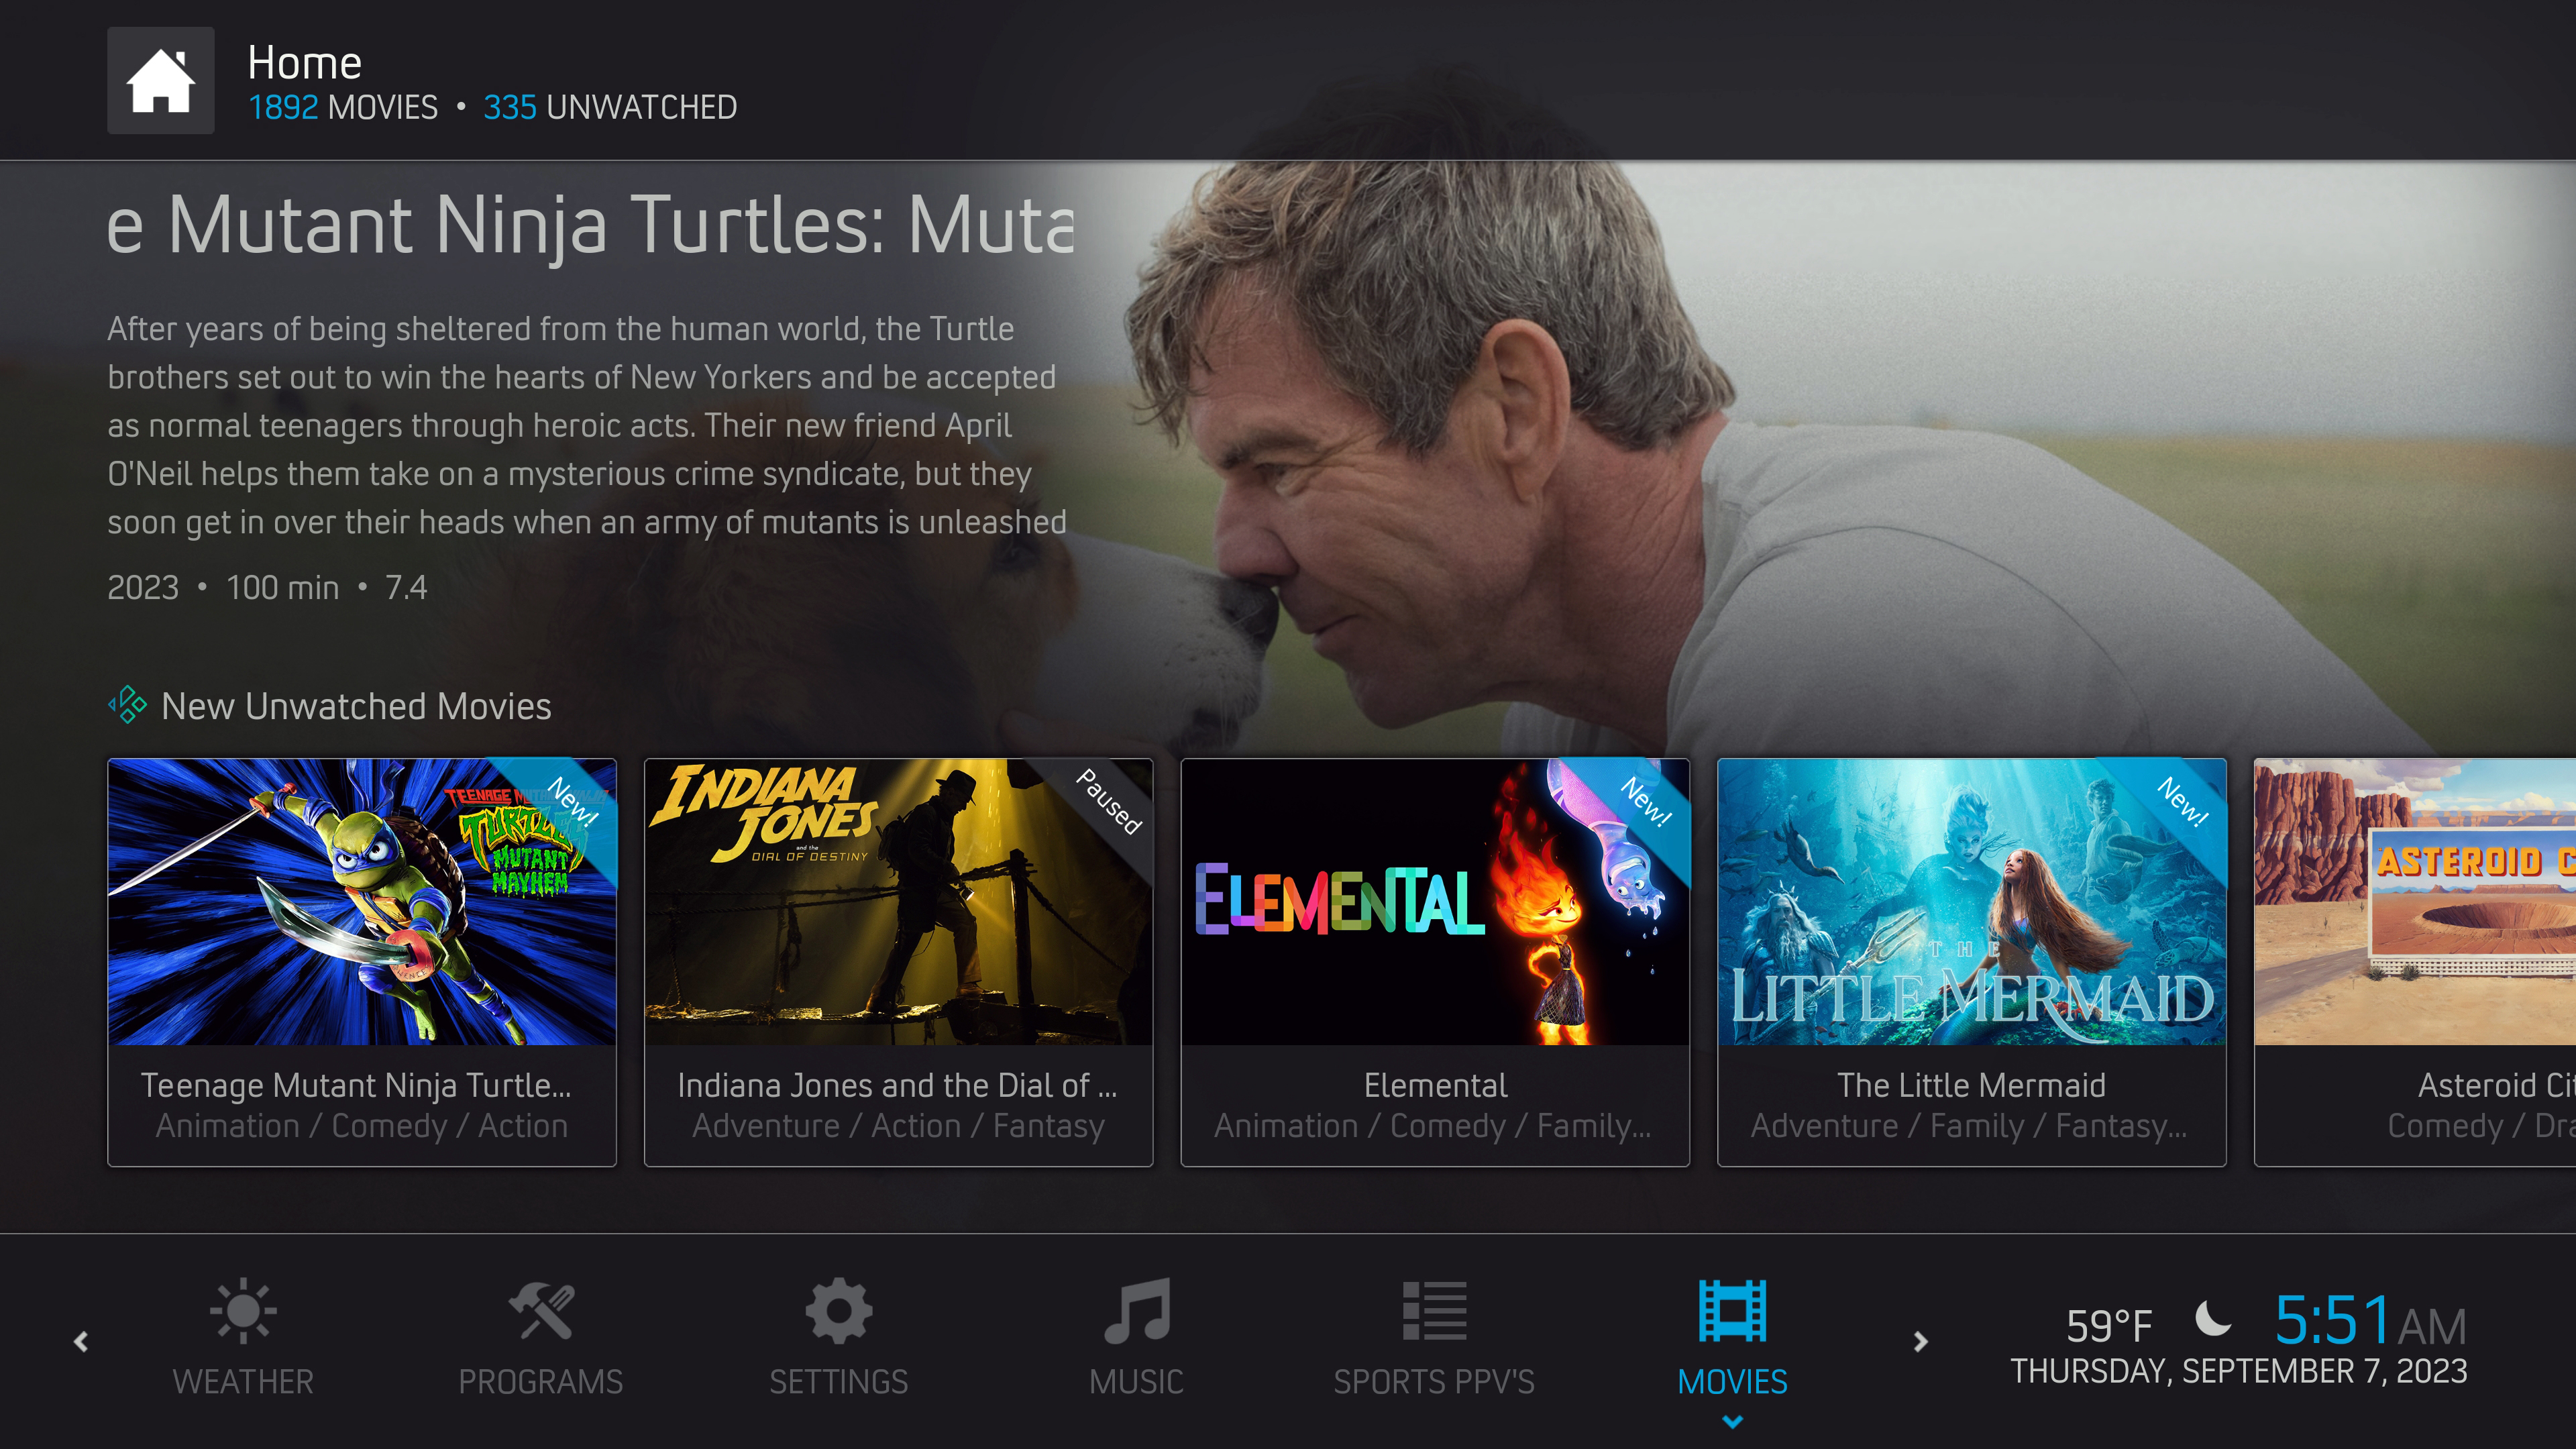 Home
1892 MOVIES • 335 UNWATCHED
e Mutant Ninja Turtles: Muta
After years of being sheltered from the human world, the Turtle
brothers set out to win the hearts of New Yorkers and be accepted
as normal teenagers through heroic acts. Their new friend April
O'Neil helps them take on a mysterious crime syndicate, but they
soon get in over their heads when an army of mutants is unleashed
2023 • 100 min • 7.4
New Unwatched Movies
TEENAGE MUTANT NINJA
TURTLES
MUTANT
MAYHEM
New!
Teenage Mutant Ninja Turtle...
Animation / Comedy / Action
INDIANA
JONES
and the
DIAL OF DESTINY
Paused
Indiana Jones and the Dial of ...
Adventure / Action / Fantasy
ELEMENTAL
New!
Elemental
Animation / Comedy / Family...
THE
LITTLE MERMAID
New!
The Little Mermaid
Adventure / Family / Fantasy...
ASTEROID C
Asteroid Cit
Comedy / Dra
WEATHER
PROGRAMS
SETTINGS
MUSIC
SPORTS PPV'S
MOVIES
59°F 5:51 AM
THURSDAY, SEPTEMBER 7, 2023